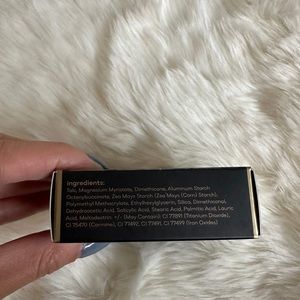 Ingredients:
Talc, Magnesium Myristate, Dimethicone, Aluminum Starch
Octenylsuccinate, Zea Mays Starch (Zea Mays (Corn) Starch),
Polymethyl Methacrylate, Ethylhexylglycerin, Silica, Dimethiconol,
Dehydroacetic Acid, Salicylic Acid, Stearic Acid, Palmitic Acid, Lauric
Acid, Maltodextrin: +/- (May Contain): CI 77891 (Titanium Dioxide),
CI 75470 (Carmine), CI 77492, CI 77491, CI 77499 (Iron Oxides)